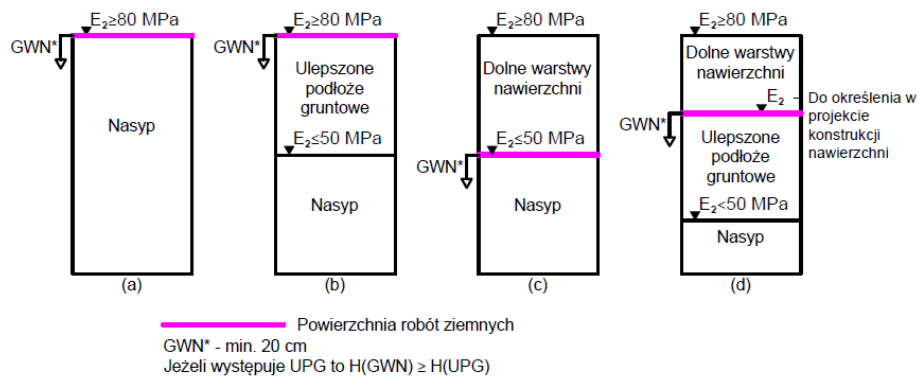 E₂≥80 MPa
GWN*
Nasyp
(a)
E₂≥80 MPa
GWN*
Ulepszone
podłoże
gruntowe
E₂≤50 MPa
Nasyp
(b)
E₂≥80 MPa
Dolne warstwy
nawierzchni
E₂≤50 MPa
GWN*
Nasyp
(c)
E₂≥80 MPa
Dolne warstwy
nawierzchni
E₂ - Do określenia w
projekcie
konstrukcji
nawierzchni
GWN*
Ulepszone
podłoże
gruntowe
E₂<50 MPa
Nasyp
(d)
Powierzchnia robót ziemnych
GWN* - min. 20 cm
Jeżeli występuje UPG to H(GWN) ≥ H(UPG)